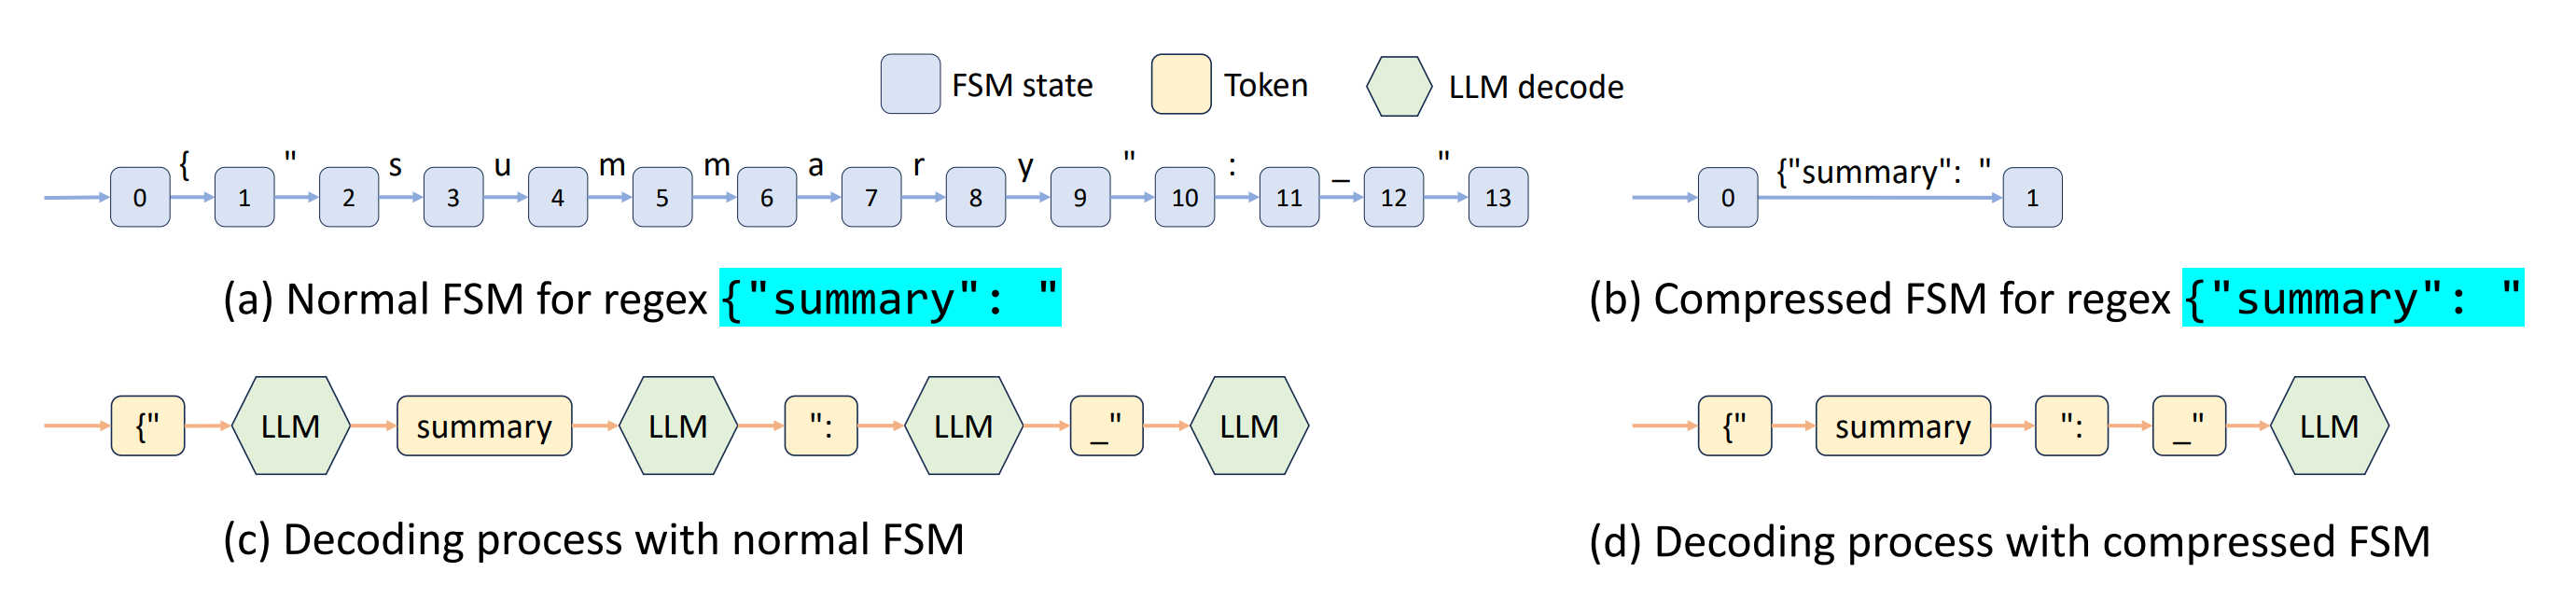 FSM state Token LLM decode
{ " s u m m a r y " : _ "
0 1 2 3 4 5 6 7 8 9 10 11 12 13
{"summary": "
0 1
(a) Normal FSM for regex {"summary": "
(b) Compressed FSM for regex {"summary": "
{" LLM summary LLM ": LLM _" LLM
{" summary ": _" LLM
(c) Decoding process with normal FSM
(d) Decoding process with compressed FSM